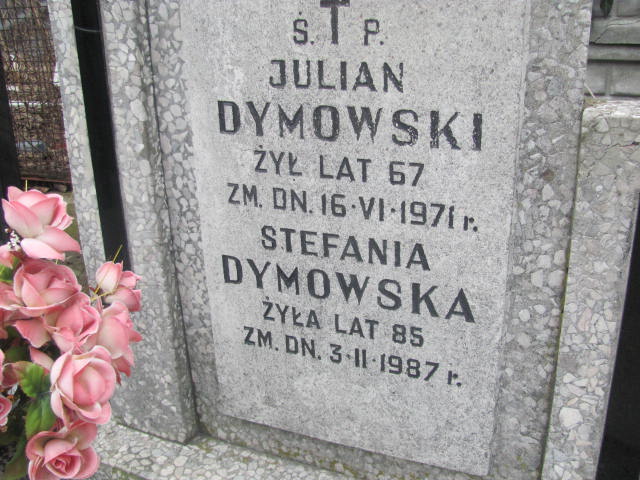 Ś. P.
JULIAN
DYMOWSKI
ŻYŁ LAT 67
ZM. DN. 16·VI·1971 r.
STEFANIA
DYMOWSKA
ŻYŁA LAT 85
ZM. DN. 3·II·1987 r.